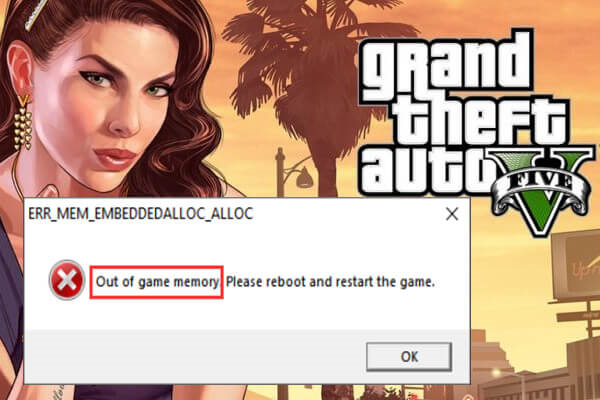 grand
theft
auto
V
FIVE
ERR_MEM_EMBEDDEDALLOC_ALLOC
Out of game memory. Please reboot and restart the game.
OK